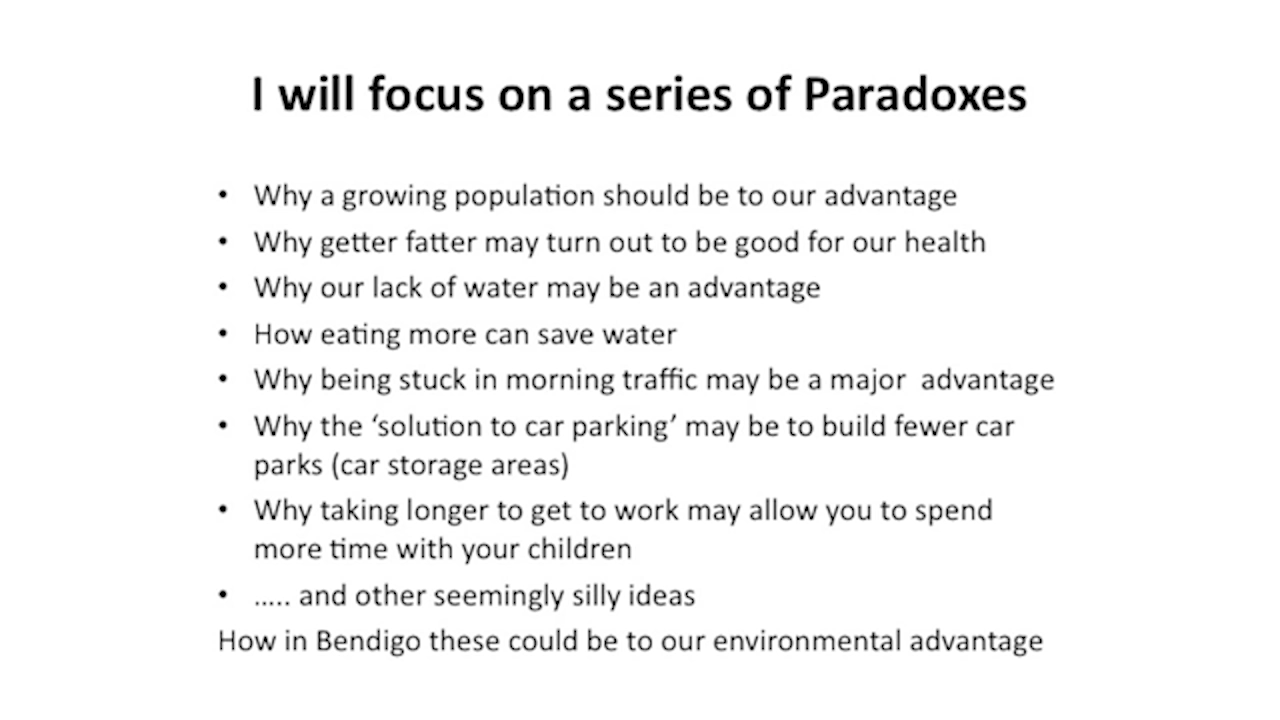 I will focus on a series of Paradoxes
• Why a growing population should be to our advantage
• Why getter fatter may turn out to be good for our health
• Why our lack of water may be an advantage
• How eating more can save water
• Why being stuck in morning traffic may be a major  advantage
• Why the ‘solution to car parking’ may be to build fewer car
parks (car storage areas)
• Why taking longer to get to work may allow you to spend
more time with your children
• ..... and other seemingly silly ideas
How in Bendigo these could be to our environmental advantage